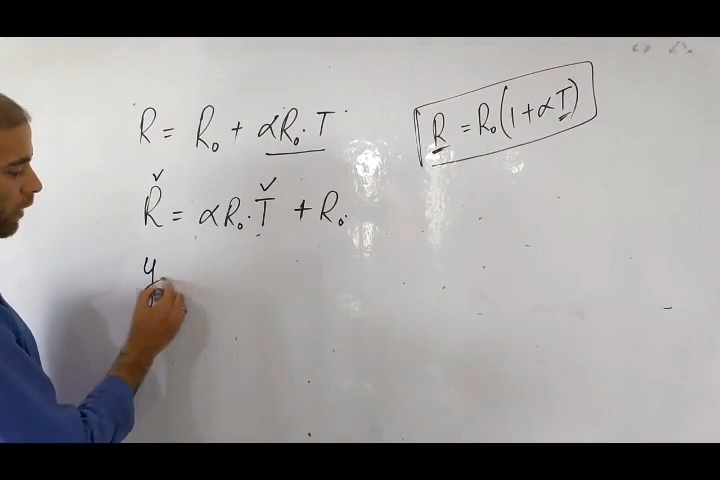 R = R₀ + αR₀. T
R = R₀(1 + αT)
R = αR₀. T + R₀.
y